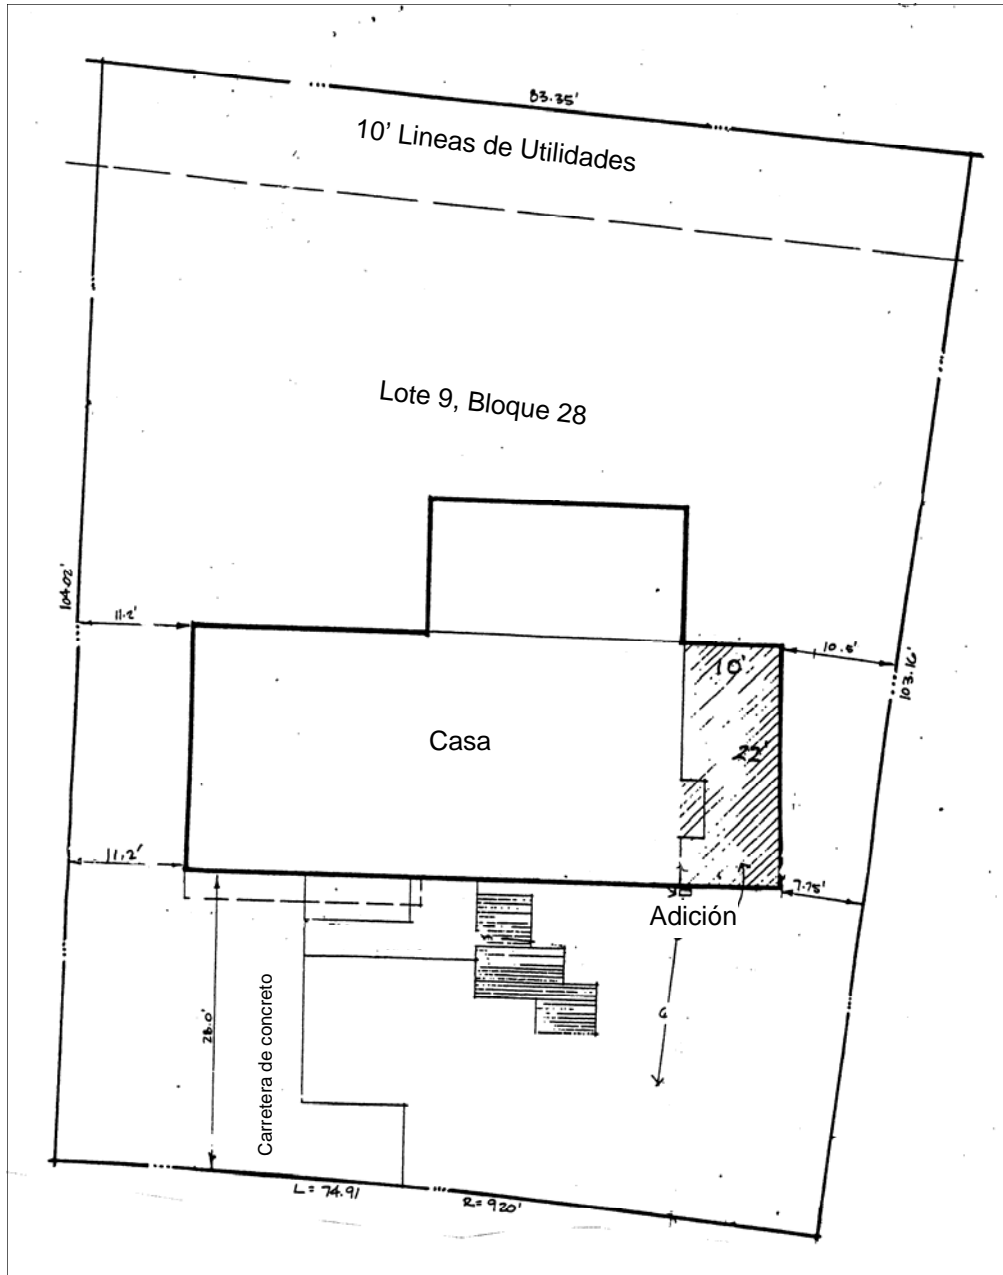 83.35'
10' Lineas de Utilidades
Lote 9, Bloque 28
104.02'
11.2'
10.5'
103.16'
10'
22'
Casa
11.2'
7.75'
Adición
28.0'
Carretera de concreto
G
L = 74.91
R = 920'